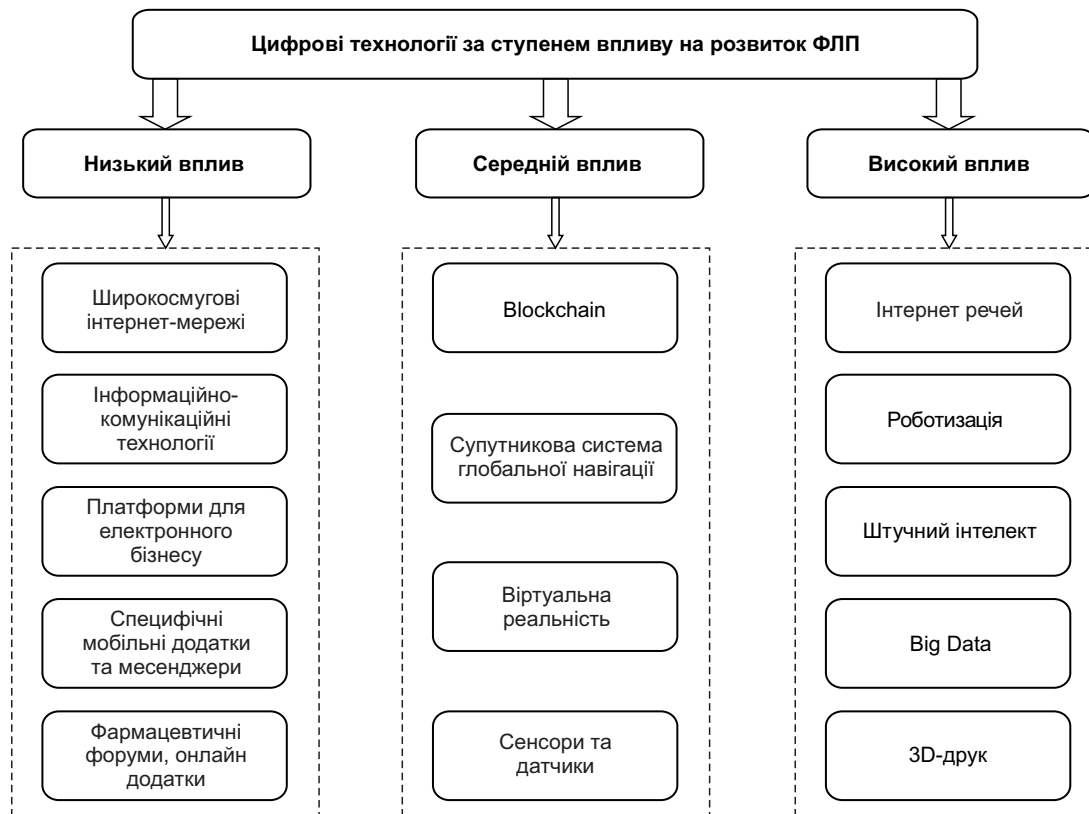 Цифрові технології за ступенем впливу на розвиток ФЛП
Низький вплив
Середній вплив
Високий вплив
Широкосмугові
інтернет-мережі
Інформаційно-
комунікаційні
технології
Платформи для
електронного
бізнесу
Специфічні
мобільні додатки
та месенджери
Фармацевтичні
форуми, онлайн
додатки
Blockchain
Супутникова система
глобальної навігації
Віртуальна
реальність
Сенсори та
датчики
Інтернет речей
Роботизація
Штучний інтелект
Big Data
3D-друк